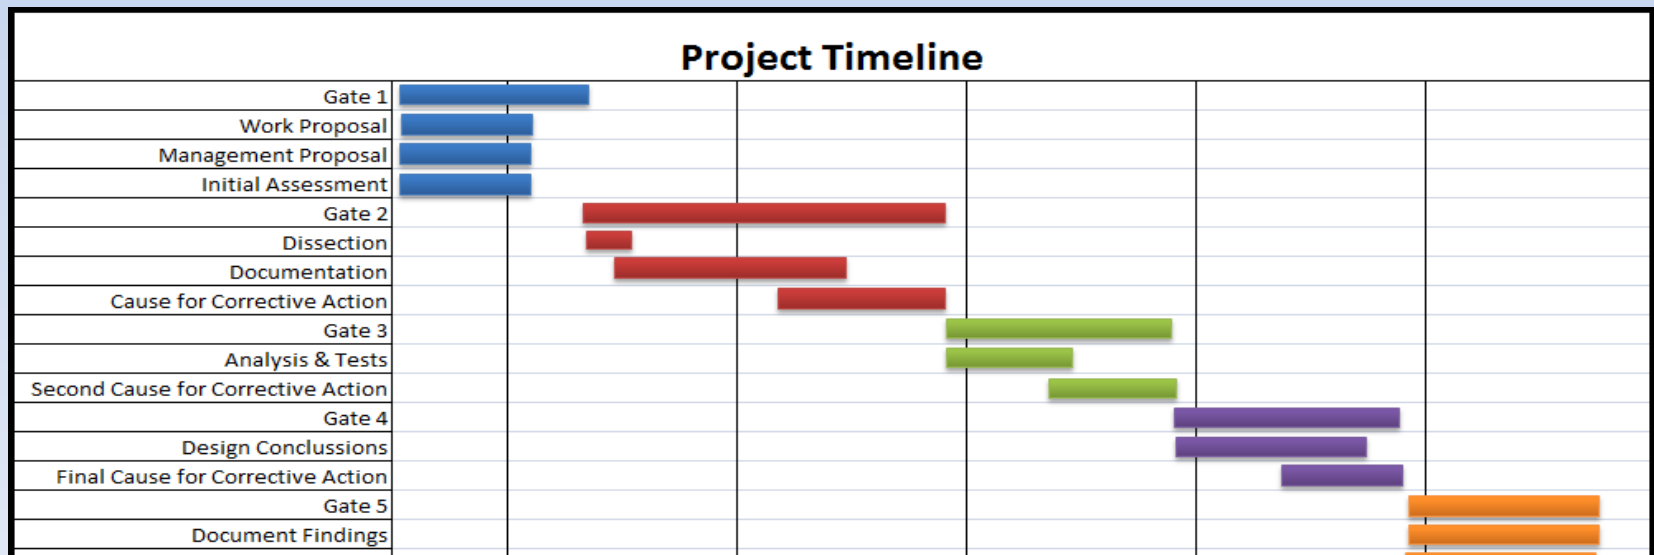 Project Timeline
Gate 1
Work Proposal
Management Proposal
Initial Assessment
Gate 2
Dissection
Documentation
Cause for Corrective Action
Gate 3
Analysis & Tests
Second Cause for Corrective Action
Gate 4
Design Conclussions
Final Cause for Corrective Action
Gate 5
Document Findings